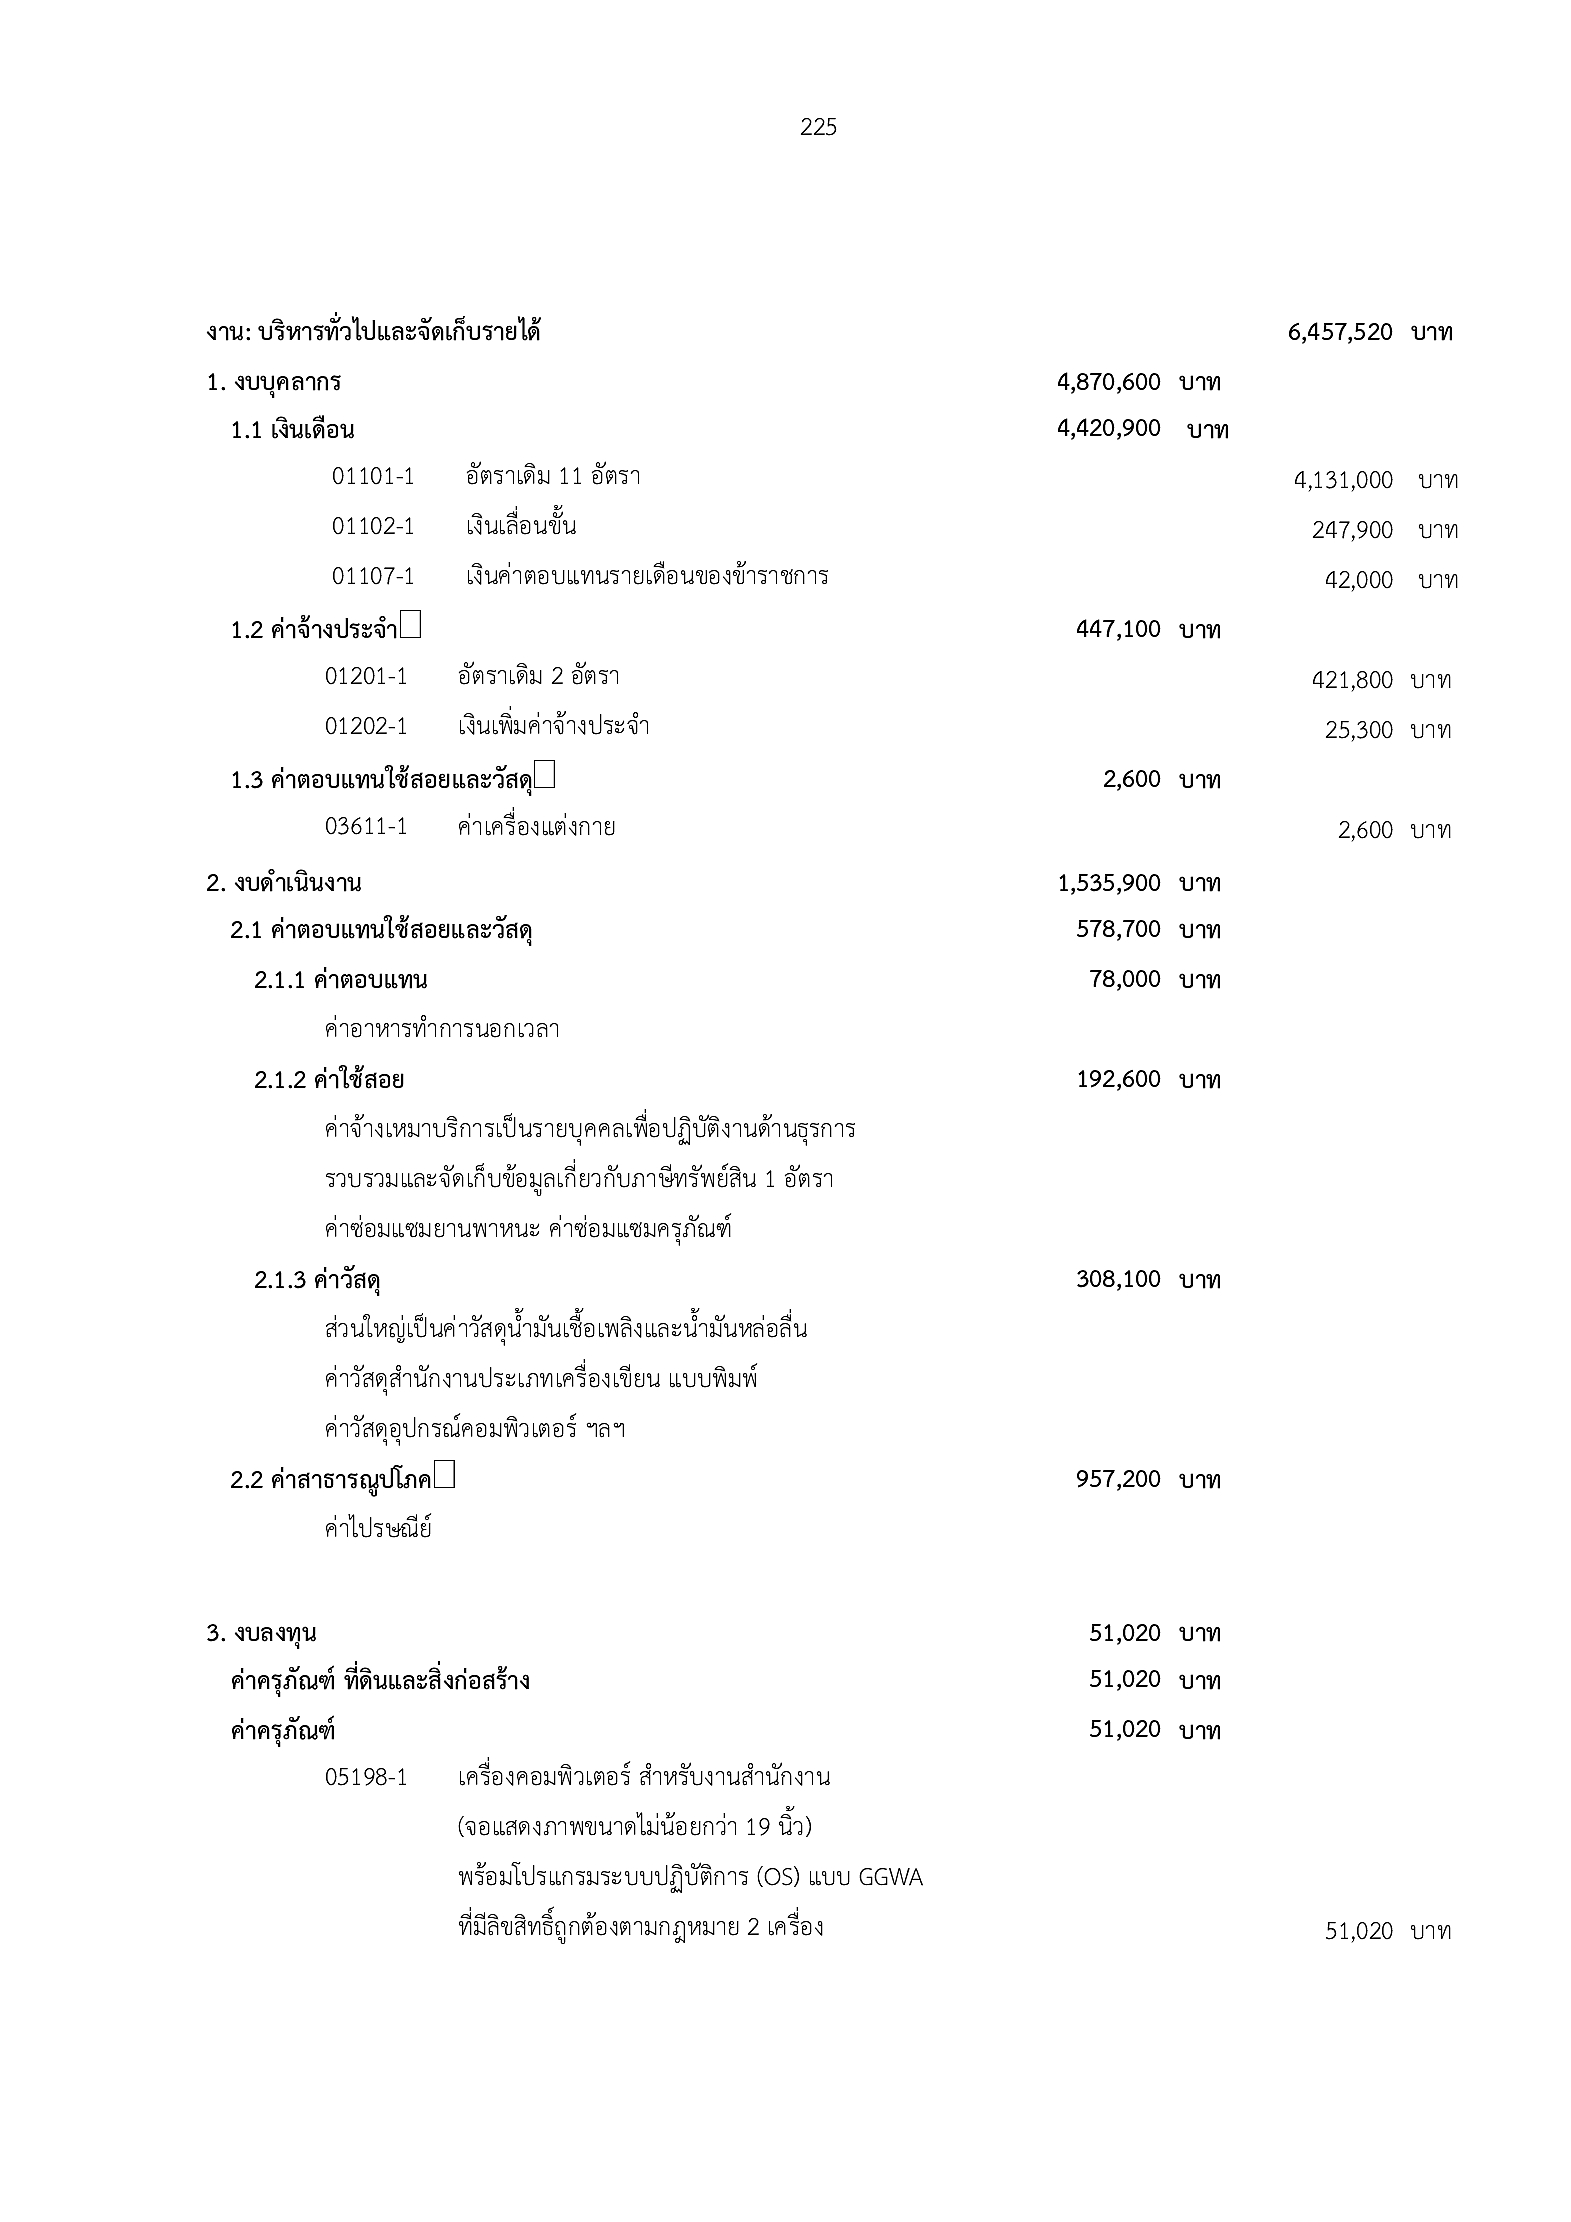 225
งาน: บริหารทั่วไปและจัดเก็บรายได้ 6,457,520 บาท
1. งบบุคลากร 4,870,600 บาท
1.1 เงินเดือน 4,420,900 บาท
01101-1 อัตราเดิม 11 อัตรา 4,131,000 บาท
01102-1 เงินเลื่อนขั้น 247,900 บาท
01107-1 เงินค่าตอบแทนรายเดือนของข้าราชการ 42,000 บาท
1.2 ค่าจ้างประจำ 447,100 บาท
01201-1 อัตราเดิม 2 อัตรา 421,800 บาท
01202-1 เงินเพิ่มค่าจ้างประจำ 25,300 บาท
1.3 ค่าตอบแทนใช้สอยและวัสดุ 2,600 บาท
03611-1 ค่าเครื่องแต่งกาย 2,600 บาท
2. งบดำเนินงาน 1,535,900 บาท
2.1 ค่าตอบแทนใช้สอยและวัสดุ 578,700 บาท
2.1.1 ค่าตอบแทน 78,000 บาท
ค่าอาหารทำการนอกเวลา
2.1.2 ค่าใช้สอย 192,600 บาท
ค่าจ้างเหมาบริการเป็นรายบุคคลเพื่อปฏิบัติงานด้านธุรการ
รวบรวมและจัดเก็บข้อมูลเกี่ยวกับภาษีทรัพย์สิน 1 อัตรา
ค่าซ่อมแซมยานพาหนะ ค่าซ่อมแซมครุภัณฑ์
2.1.3 ค่าวัสดุ 308,100 บาท
ส่วนใหญ่เป็นค่าวัสดุน้ำมันเชื้อเพลิงและน้ำมันหล่อลื่น
ค่าวัสดุสำนักงานประเภทเครื่องเขียน แบบพิมพ์
ค่าวัสดุอุปกรณ์คอมพิวเตอร์ ฯลฯ
2.2 ค่าสาธารณูปโภค 957,200 บาท
ค่าไปรษณีย์
3. งบลงทุน 51,020 บาท
ค่าครุภัณฑ์ ที่ดินและสิ่งก่อสร้าง 51,020 บาท
ค่าครุภัณฑ์ 51,020 บาท
05198-1 เครื่องคอมพิวเตอร์ สำหรับงานสำนักงาน
(จอแสดงภาพขนาดไม่น้อยกว่า 19 นิ้ว)
พร้อมโปรแกรมระบบปฏิบัติการ (OS) แบบ GGWA
ที่มีลิขสิทธิ์ถูกต้องตามกฎหมาย 2 เครื่อง 51,020 บาท